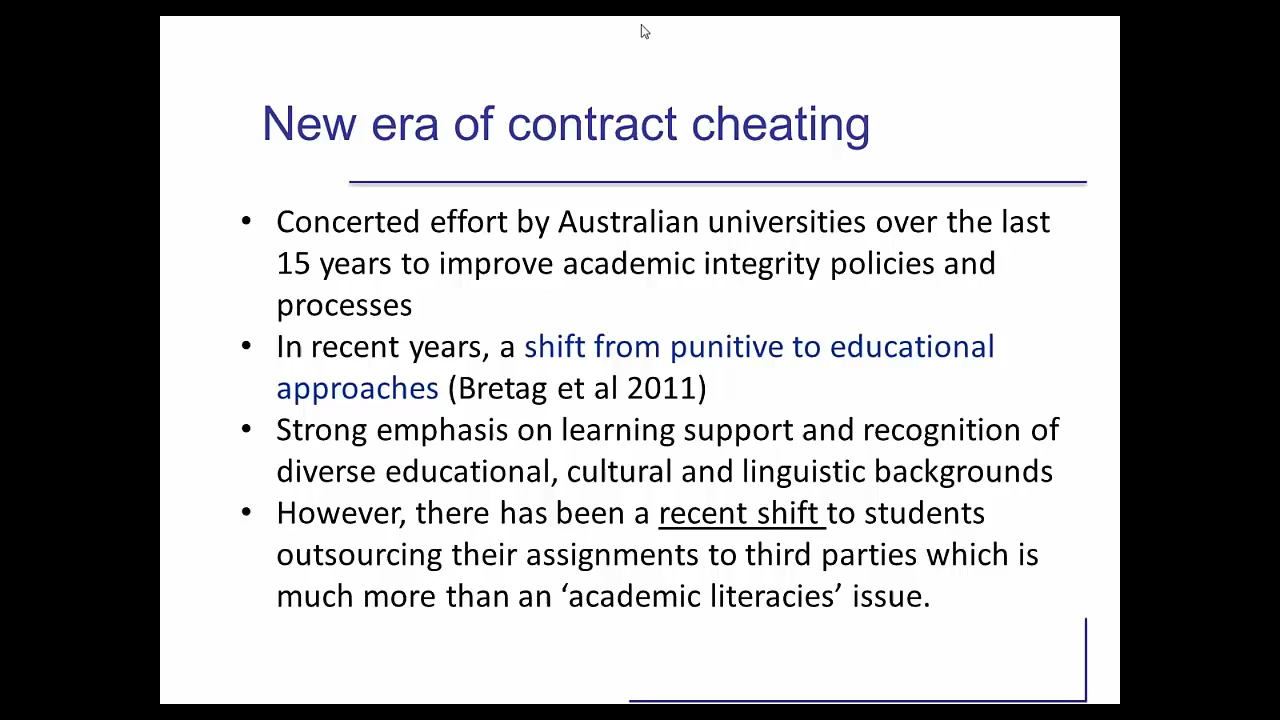 New era of contract cheating
• Concerted effort by Australian universities over the last
15 years to improve academic integrity policies and
processes
• In recent years, a shift from punitive to educational
approaches (Bretag et al 2011)
• Strong emphasis on learning support and recognition of
diverse educational, cultural and linguistic backgrounds
• However, there has been a recent shift to students
outsourcing their assignments to third parties which is
much more than an ‘academic literacies’ issue.